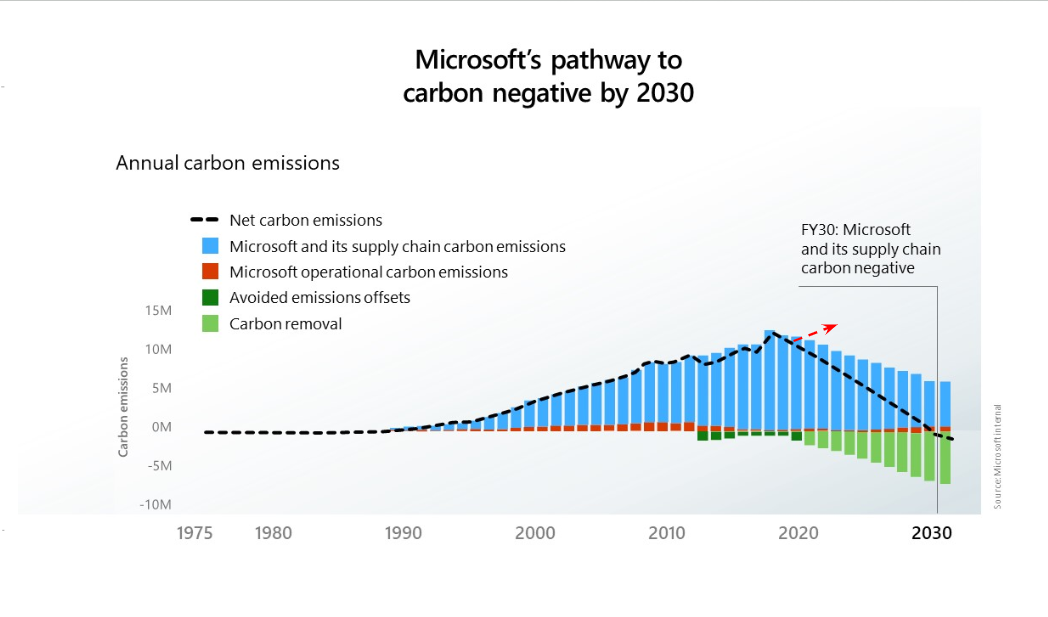 Microsoft's pathway to
carbon negative by 2030
Annual carbon emissions
Net carbon emissions
Microsoft and its supply chain carbon emissions
Microsoft operational carbon emissions
Avoided emissions offsets
Carbon removal
FY30: Microsoft
and its supply chain
carbon negative
15M
10M
5M
0M
-5M
-10M
Carbon emissions
1975 1980 1990 2000 2010 2020 2030
Source:Microsoft internal